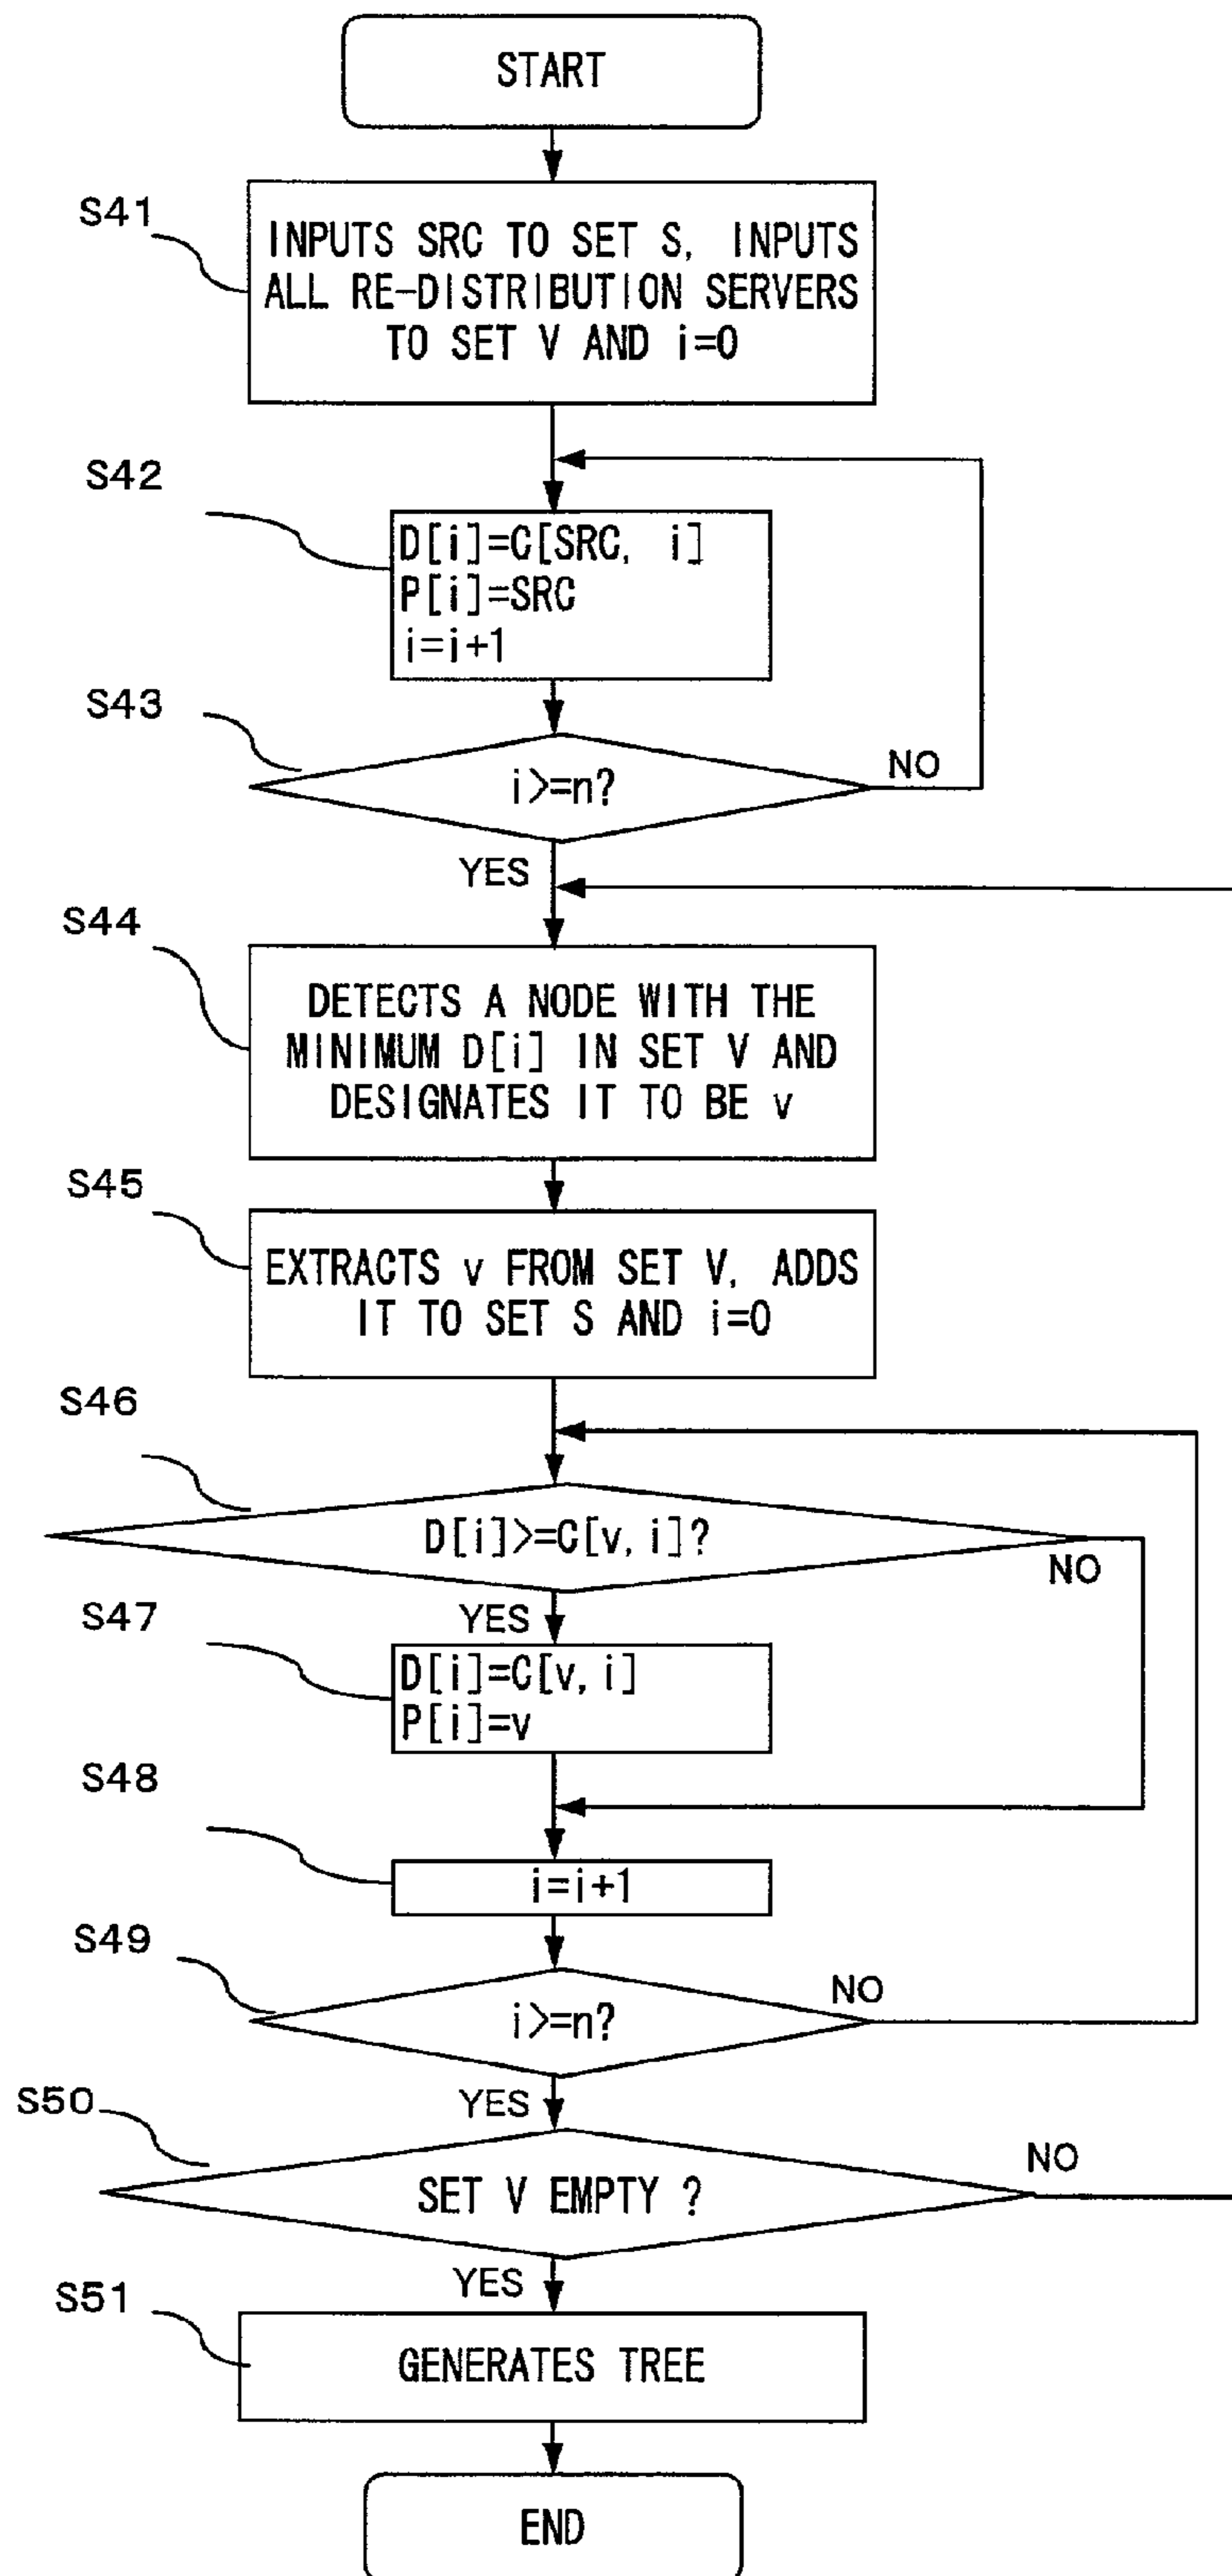 START
S41
INPUTS SRC TO SET S, INPUTS
ALL RE-DISTRIBUTION SERVERS
TO SET V AND i=0
S42
D[i]=C[SRC, i]
P[i]=SRC
i=i+1
S43
i>=n?
NO
YES
S44
DETECTS A NODE WITH THE
MINIMUM D[i] IN SET V AND
DESIGNATES IT TO BE v
S45
EXTRACTS v FROM SET V, ADDS
IT TO SET S AND i=0
S46
D[i]>=C[v, i]?
NO
YES
S47
D[i]=C[v, i]
P[i]=v
S48
i=i+1
S49
i>=n?
NO
YES
S50
SET V EMPTY ?
NO
YES
S51
GENERATES TREE
END